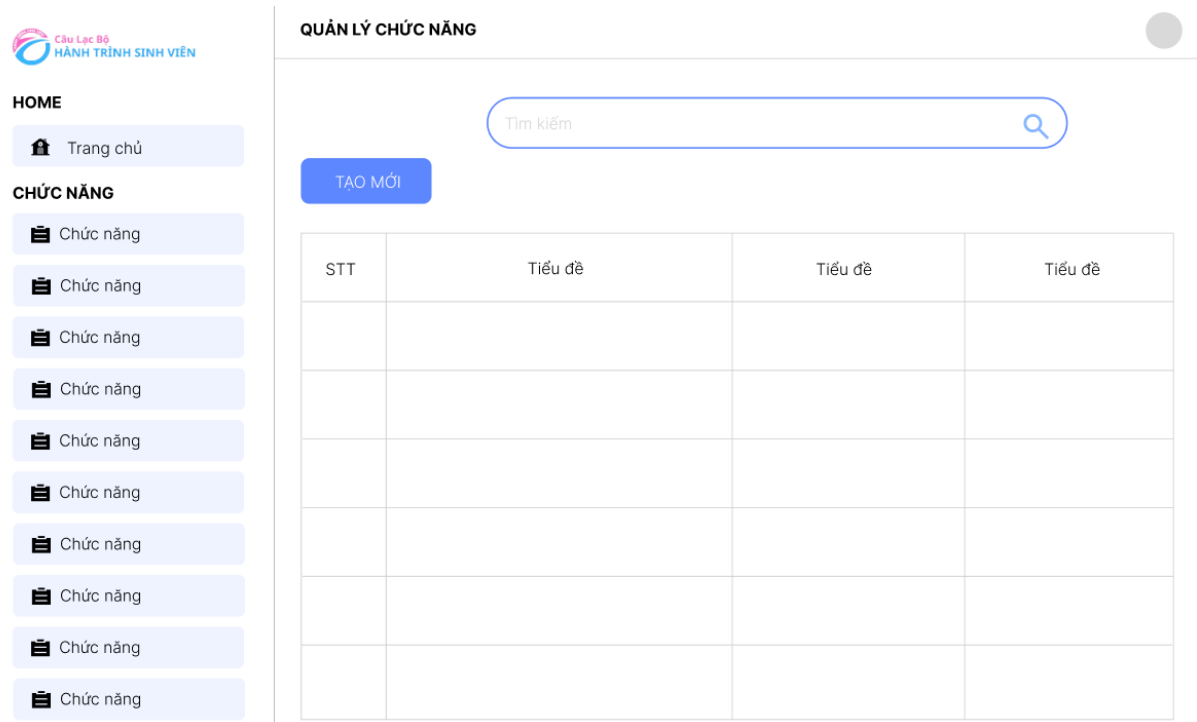 Câu Lạc Bộ
HÀNH TRÌNH SINH VIÊN
HOME
Trang chủ
CHỨC NĂNG
Chức năng
Chức năng
Chức năng
Chức năng
Chức năng
Chức năng
Chức năng
Chức năng
Chức năng
Chức năng
QUẢN LÝ CHỨC NĂNG
Tìm kiếm
TẠO MỚI
STT Tiểu đề Tiểu đề Tiểu đề